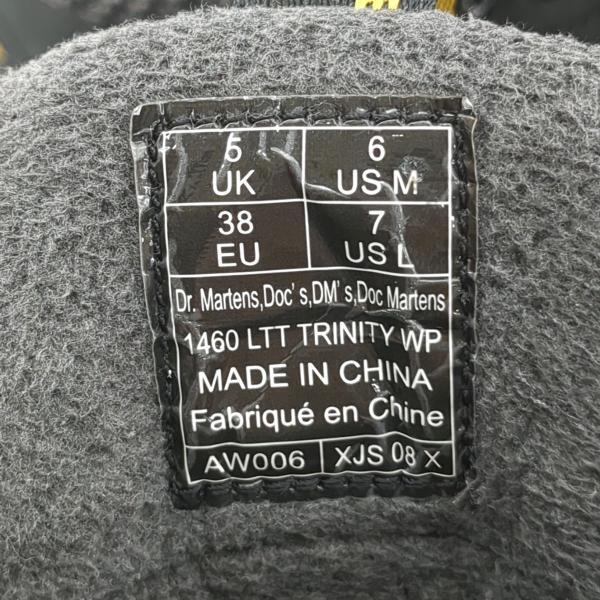 5 6
UK US M
38 7
EU US L
Dr. Martens,Doc's,DM's,Doc Martens
1460 LTT TRINITY WP
MADE IN CHINA
Fabriqué en Chine
AW006 XJS 08 X